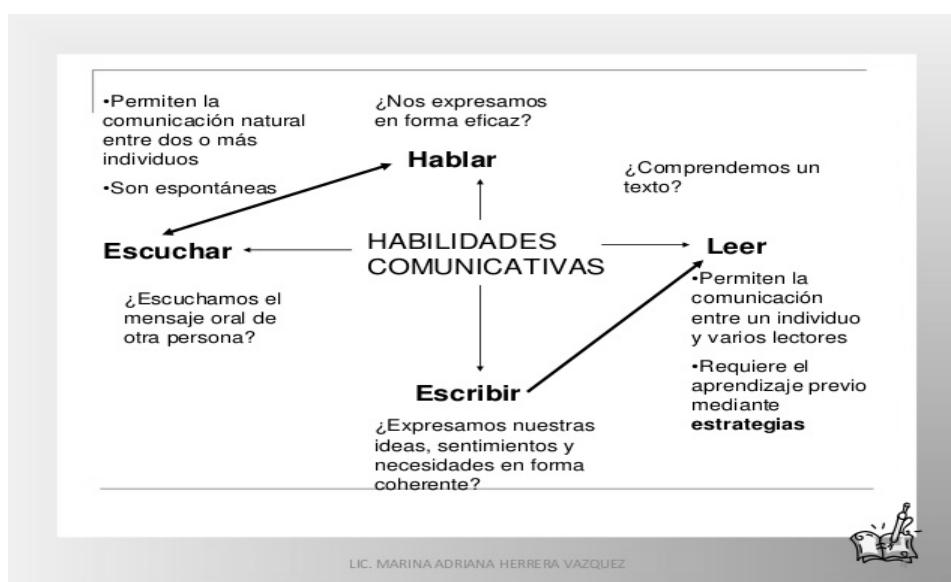 •Permiten la
comunicación natural
entre dos o más
individuos
•Son espontáneas
¿Nos expresamos
en forma eficaz?
Hablar
¿Comprendemos un
texto?
Escuchar
HABILIDADES
COMUNICATIVAS
Leer
¿Escuchamos el
mensaje oral de
otra persona?
•Permiten la
comunicación
entre un individuo
y varios lectores
•Requiere el
aprendizaje previo
mediante
estrategias
Escribir
¿Expresamos nuestras
ideas, sentimientos y
necesidades en forma
coherente?
LIC. MARINA ADRIANA HERRERA VAZQUEZ